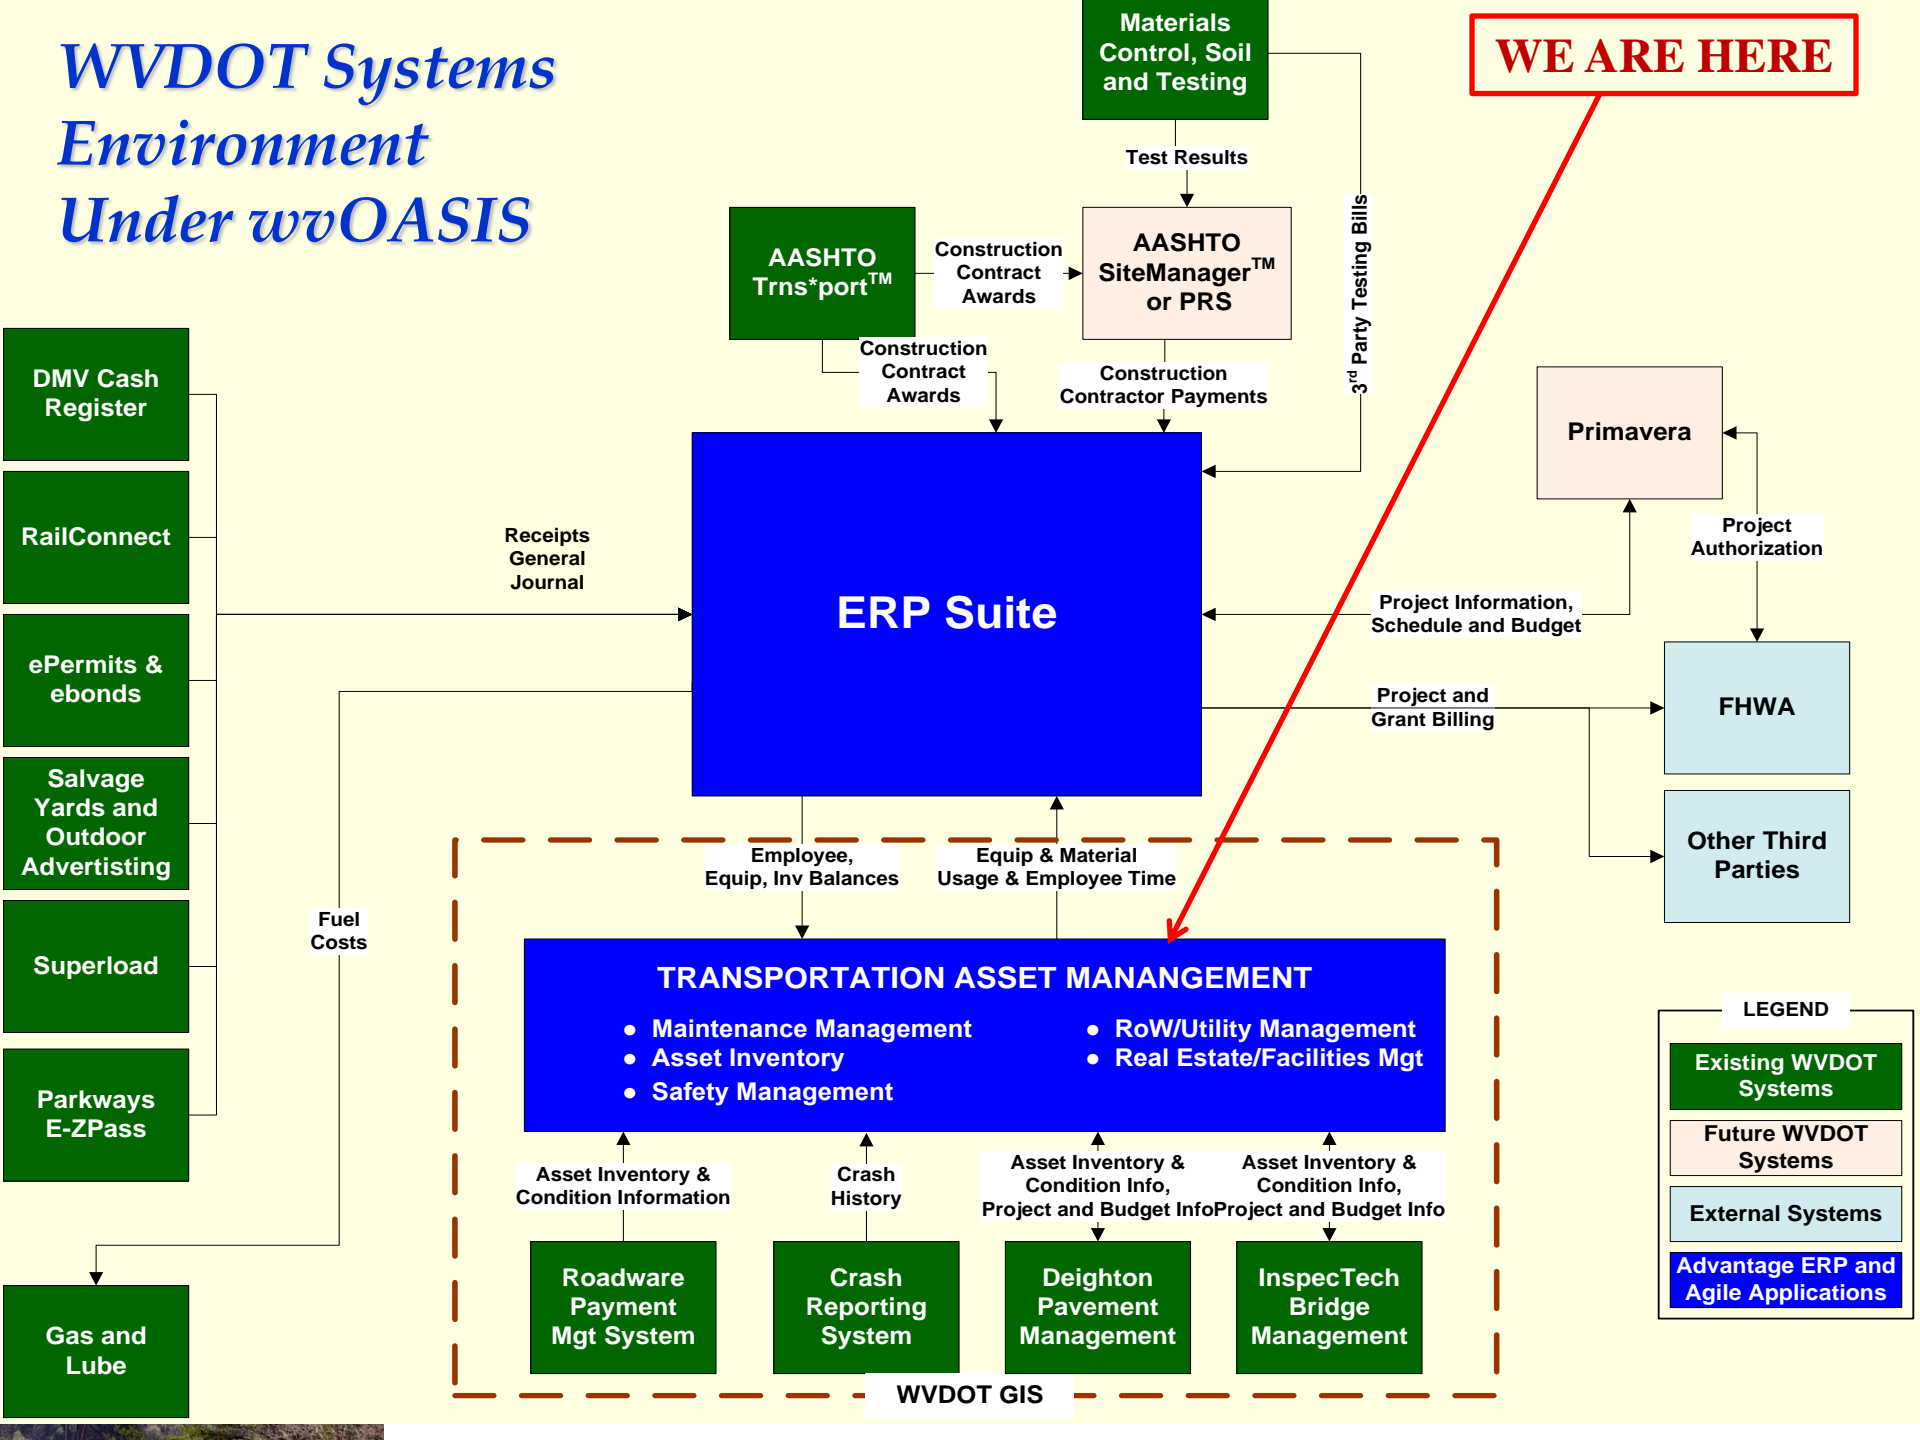 WVDOT Systems
Environment
Under wvOASIS
Materials
Control, Soil
and Testing
WE ARE HERE
Test Results
3rd Party Testing Bills
AASHTO
Trns*port™
Construction
Contract
Awards
AASHTO
SiteManager™
or PRS
Construction
Contract
Awards
Construction
Contractor Payments
DMV Cash
Register
RailConnect
ePermits &
ebonds
Salvage
Yards and
Outdoor
Advertisting
Superload
Parkways
E-ZPass
Gas and
Lube
Receipts
General
Journal
Fuel
Costs
ERP Suite
Primavera
Project
Authorization
Project Information,
Schedule and Budget
Project and
Grant Billing
FHWA
Other Third
Parties
Employee,
Equip, Inv Balances
Equip & Material
Usage & Employee Time
TRANSPORTATION ASSET MANANGEMENT
● Maintenance Management
● Asset Inventory
● Safety Management
● RoW/Utility Management
● Real Estate/Facilities Mgt
Asset Inventory &
Condition Information
Crash
History
Asset Inventory &
Condition Info,
Project and Budget Info
Asset Inventory &
Condition Info,
Project and Budget Info
Roadware
Payment
Mgt System
Crash
Reporting
System
Deighton
Pavement
Management
InspecTech
Bridge
Management
WVDOT GIS
LEGEND
Existing WVDOT
Systems
Future WVDOT
Systems
External Systems
Advantage ERP and
Agile Applications